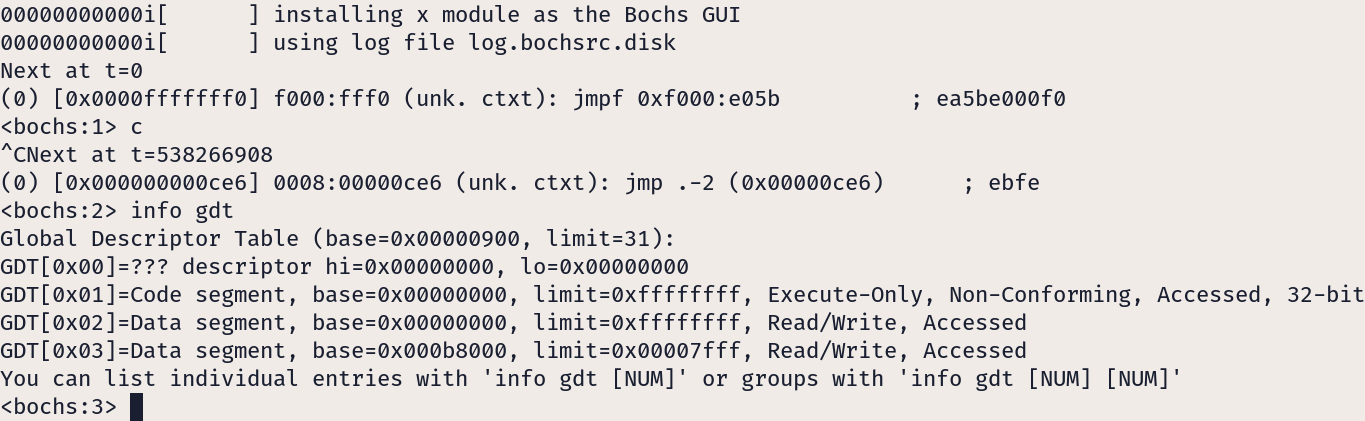 00000000000i[      ] installing x module as the Bochs GUI
00000000000i[      ] using log file log.bochsrc.disk
Next at t=0
(0) [0x0000fffffff0] f000:fff0 (unk. ctxt): jmpf 0xf000:e05b          ; ea5be000f0
<bochs:1> c
^CNext at t=538266908
(0) [0x000000000ce6] 0008:00000ce6 (unk. ctxt): jmp .-2 (0x00000ce6)      ; ebfe
<bochs:2> info gdt
Global Descriptor Table (base=0x00000900, limit=31):
GDT[0x00]=??? descriptor hi=0x00000000, lo=0x00000000
GDT[0x01]=Code segment, base=0x00000000, limit=0xffffffff, Execute-Only, Non-Conforming, Accessed, 32-bit
GDT[0x02]=Data segment, base=0x00000000, limit=0xffffffff, Read/Write, Accessed
GDT[0x03]=Data segment, base=0x000b8000, limit=0x00007fff, Read/Write, Accessed
You can list individual entries with 'info gdt [NUM]' or groups with 'info gdt [NUM] [NUM]'
<bochs:3>